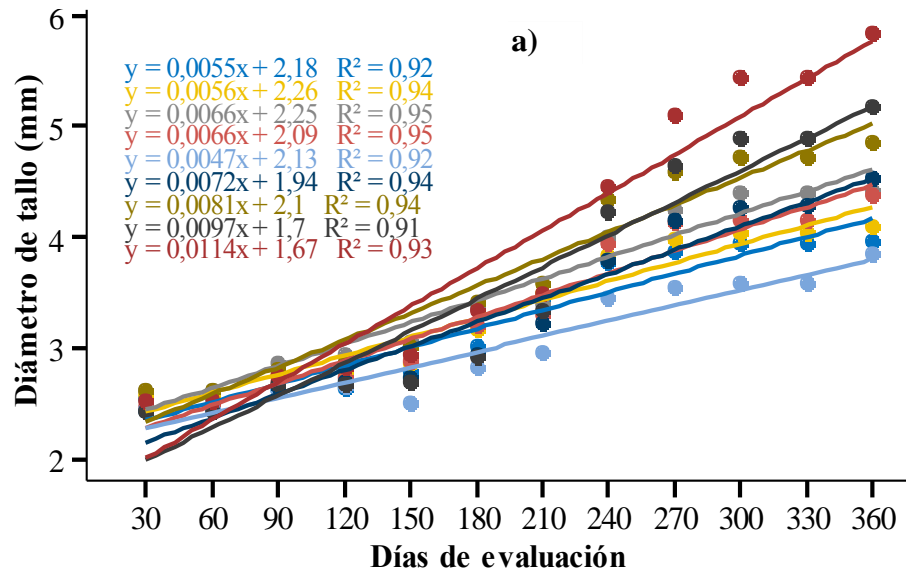 a)
y = 0,0055x + 2,18 R² = 0,92
y = 0,0056x + 2,26 R² = 0,94
y = 0,0066x + 2,25 R² = 0,95
y = 0,0066x + 2,09 R² = 0,95
y = 0,0047x + 2,13 R² = 0,92
y = 0,0072x + 1,94 R² = 0,94
y = 0,0081x + 2,1 R² = 0,94
y = 0,0097x + 1,7 R² = 0,91
y = 0,0114x + 1,67 R² = 0,93
Diámetro de tallo (mm)
6
5
4
3
2
30 60 90 120 150 180 210 240 270 300 330 360
Días de evaluación